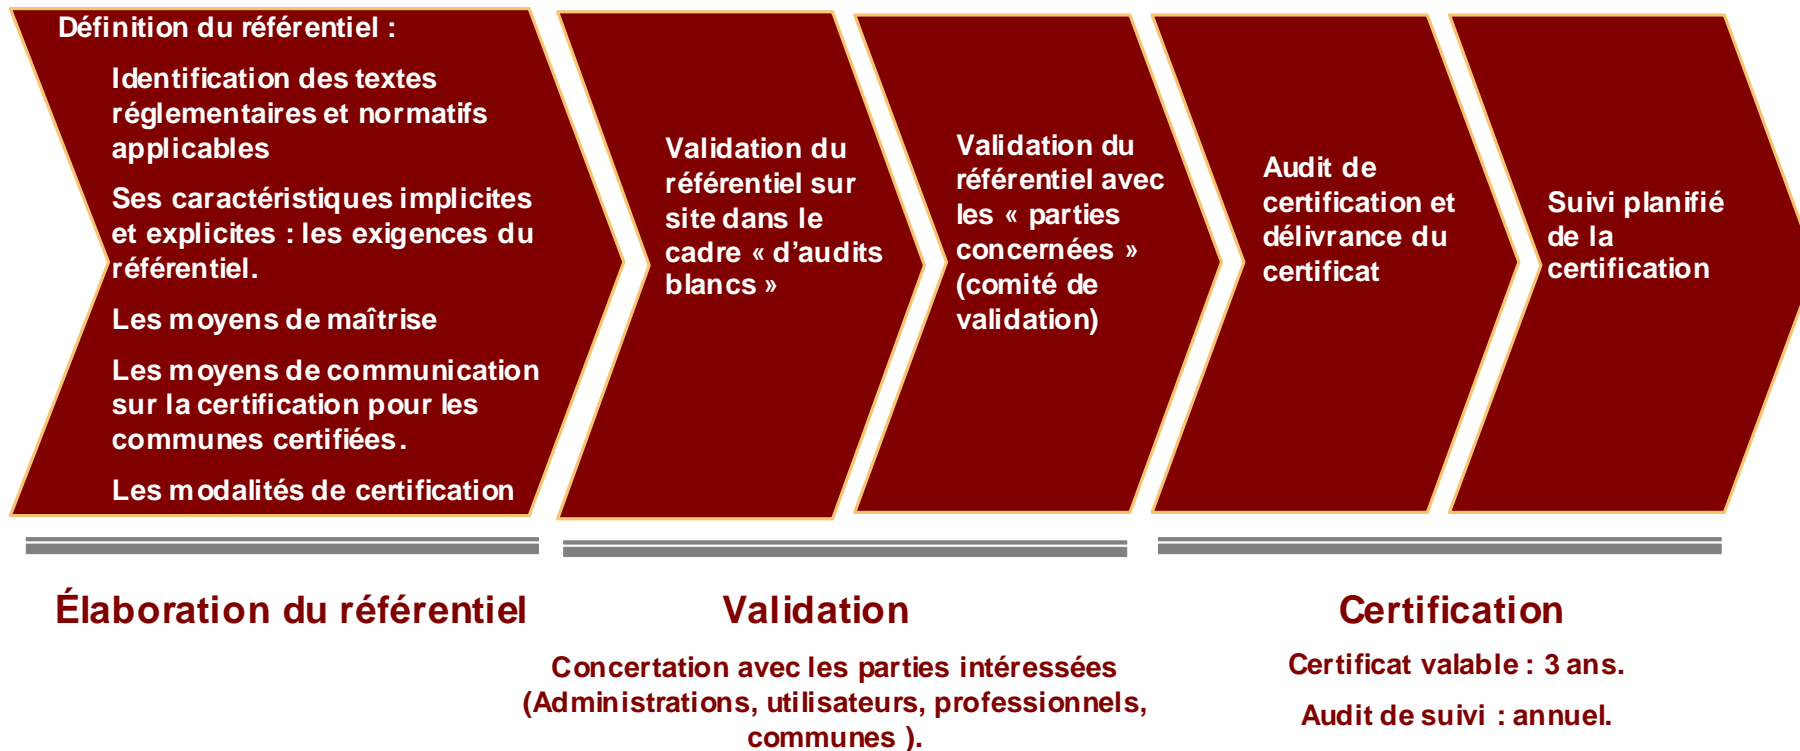 Définition du référentiel :
Identification des textes
réglementaires et normatifs
applicables
Ses caractéristiques implicites
et explicites : les exigences du
référentiel.
Les moyens de maîtrise
Les moyens de communication
sur la certification pour les
communes certifiées.
Les modalités de certification
Validation du
référentiel sur
site dans le
cadre « d’audits
blancs »
Validation du
référentiel avec
les « parties
concernées »
(comité de
validation)
Audit de
certification et
délivrance du
certificat
Suivi planifié
de la
certification
Élaboration du référentiel
Validation
Concertation avec les parties intéressées
(Administrations, utilisateurs, professionnels,
communes ).
Certification
Certificat valable : 3 ans.
Audit de suivi : annuel.